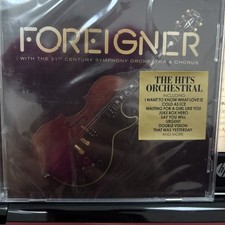 FOREIGNER
WITH THE 21ST CENTURY SYMPHONY ORCHESTRA & CHORUS
THE HITS
ORCHESTRAL
INCLUDING
I WANT TO KNOW WHAT LOVE IS
COLD AS ICE
WAITING FOR A GIRL LIKE YOU
JUKE BOX HERO
SAY YOU WILL
URGENT
DOUBLE VISION
THAT WAS YESTERDAY
AND MORE
hp